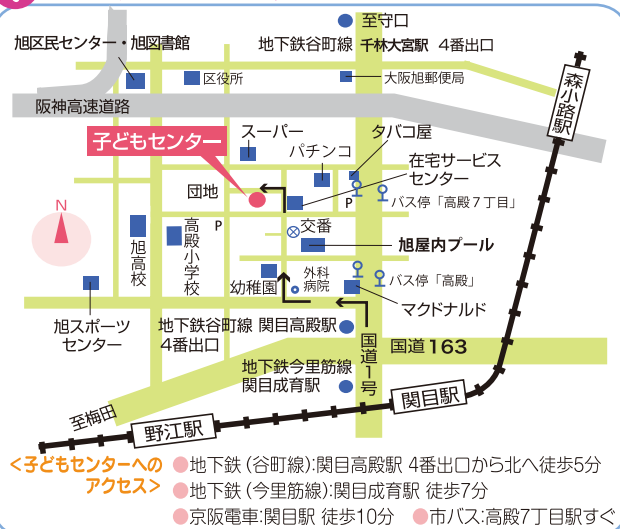 至守口
旭区民センター・旭図書館
地下鉄谷町線 千林大宮駅 4番出口
区役所
大阪旭郵便局
森小路駅
阪神高速道路
子どもセンター
スーパー
タバコ屋
パチンコ
在宅サービス
センター
団地
P
バス停「高殿7丁目」
N
P
交番
旭屋内プール
旭高校
高殿小学校
幼稚園
外科
病院
バス停「高殿」
マクドナルド
旭スポーツ
センター
地下鉄谷町線 関目高殿駅
4番出口
国道1号
国道163
地下鉄今里筋線
関目成育駅
関目駅
至梅田
野江駅
<子どもセンターへの
アクセス>
●地下鉄(谷町線):関目高殿駅 4番出口から北へ徒歩5分
●地下鉄(今里筋線):関目成育駅 徒歩7分
●京阪電車:関目駅 徒歩10分 ●市バス:高殿7丁目駅すぐ